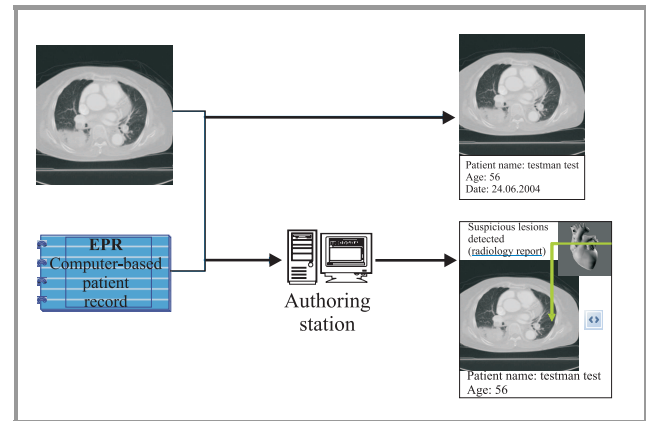 Patient name: testman test
Age: 56
Date: 24.06.2004
EPR
Computer-based
patient
record
Authoring
station
Suspicious lesions
detected
(radiology report)
Patient name: testman test
Age: 56